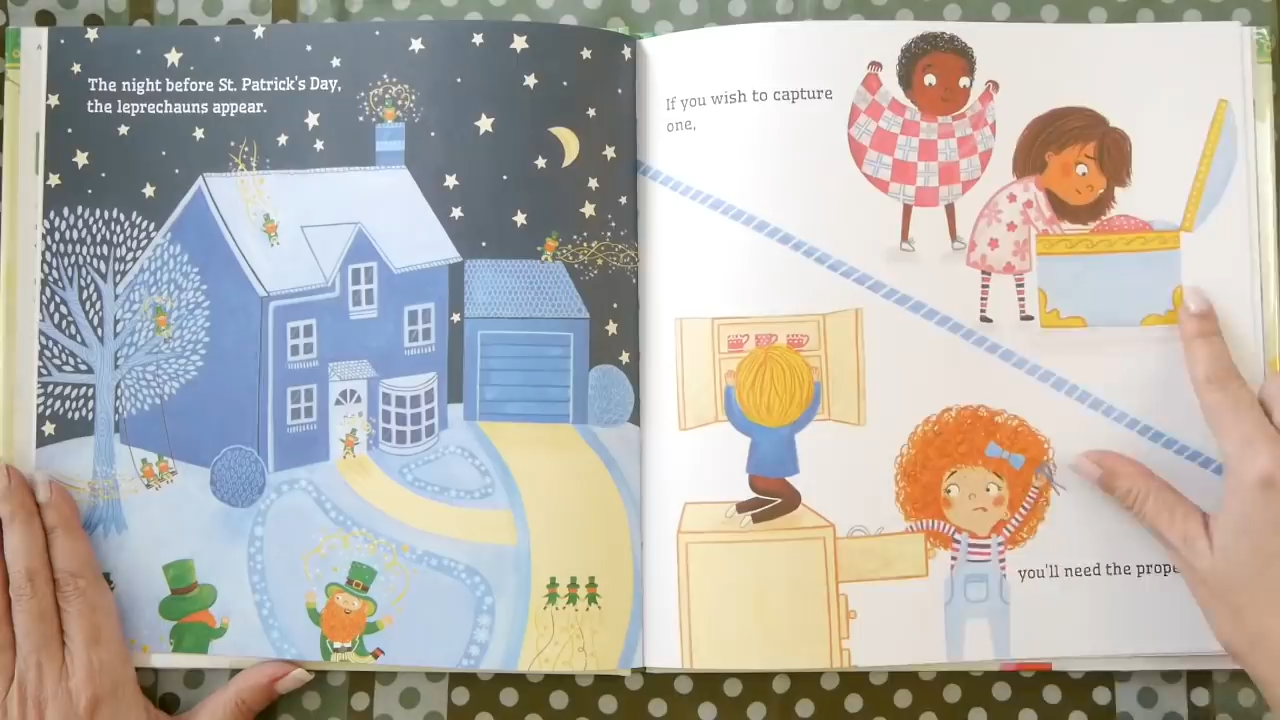 The night before St. Patrick's Day,
the leprechauns appear.
If you wish to capture
one,
you'll need the